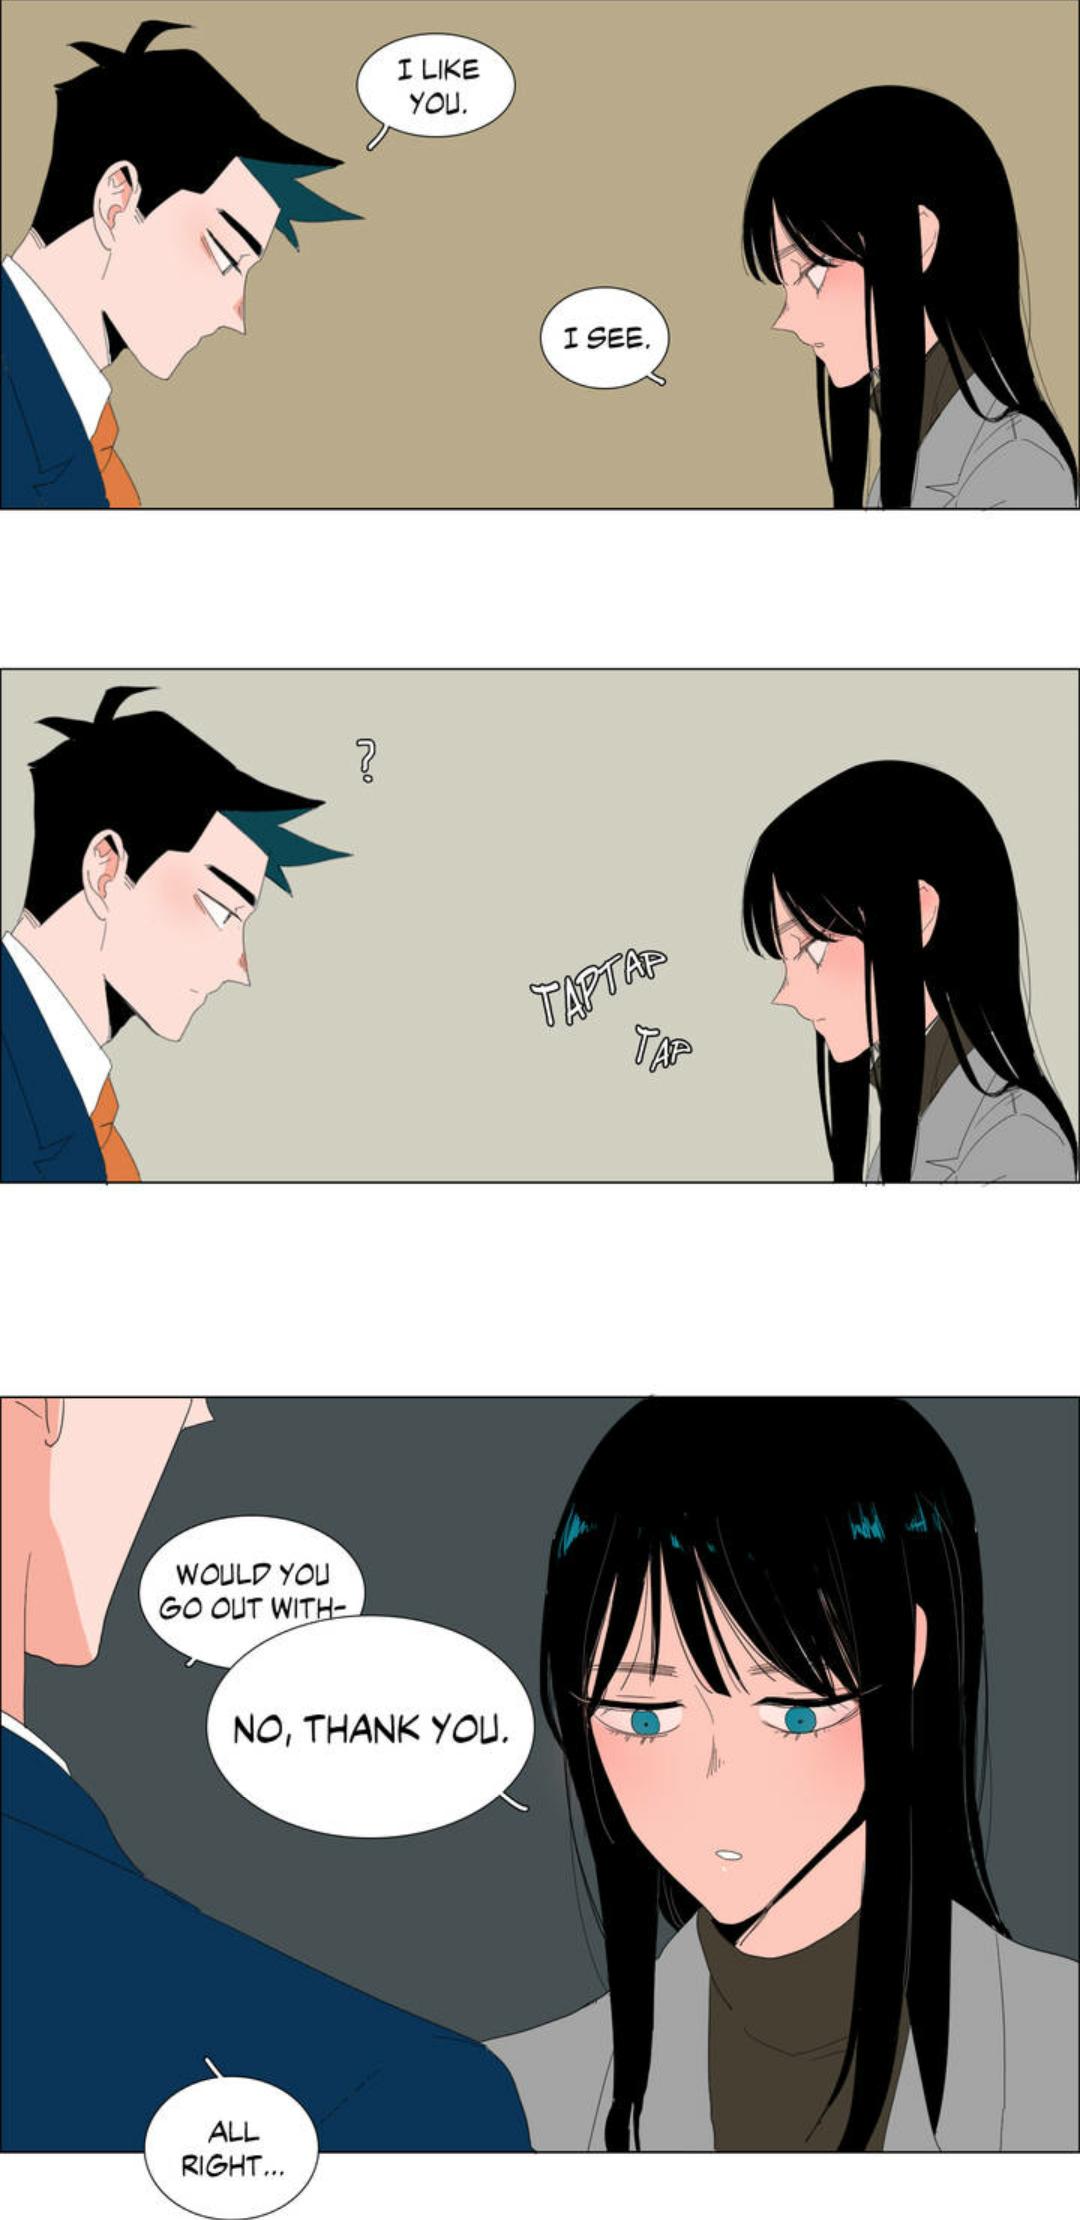 I LIKE
YOU.
I SEE.
?
TAPTAP
TAP
WOULD YOU
GO OUT WITH-
NO, THANK YOU.
ALL
RIGHT...